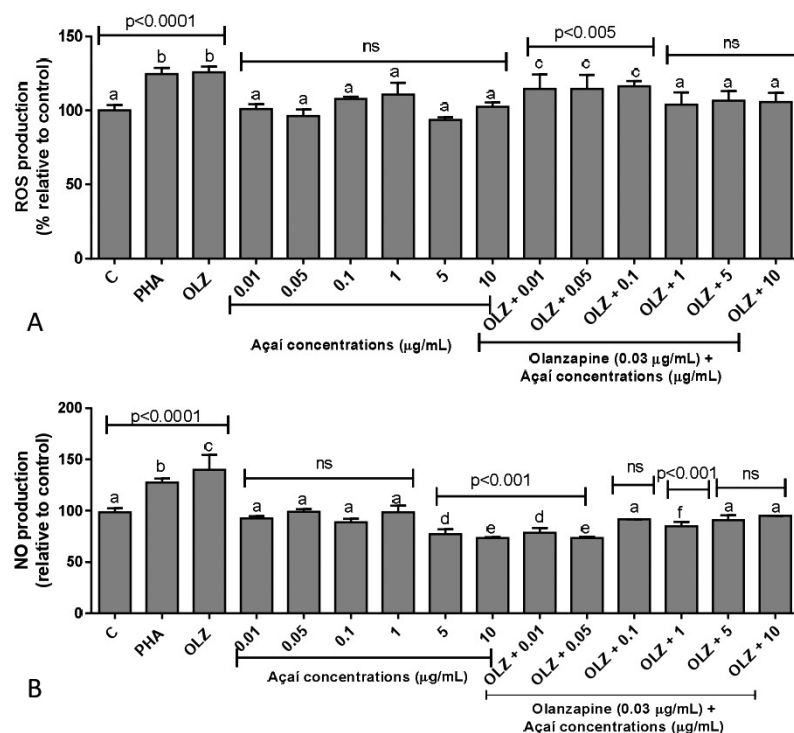 p<0.0001
ns
p<0.005
ns
150
100
50
0
ROS production
(% relative to control)
a b b a a a a a a c c c a a a
C PHA OLZ 0.01 0.05 0.1 1 5 10 OLZ + 0.01 OLZ + 0.05 OLZ + 0.1 OLZ + 1 OLZ + 5 OLZ + 10
A
Açaí concentrations (μg/mL)
Olanzapine (0.03 μg/mL) +
Açaí concentrations (μg/mL)
p<0.0001
ns
p<0.001
ns
p<0.001
ns
200
150
100
50
0
NO production
(relative to control)
a b c a a a a d e d e a f a a
C PHA OLZ 0.01 0.05 0.1 1 5 10 OLZ + 0.01 OLZ + 0.05 OLZ + 0.1 OLZ + 1 OLZ + 5 OLZ + 10
B
Açaí concentrations (μg/mL)
Olanzapine (0.03 μg/mL) +
Açaí concentrations (μg/mL)